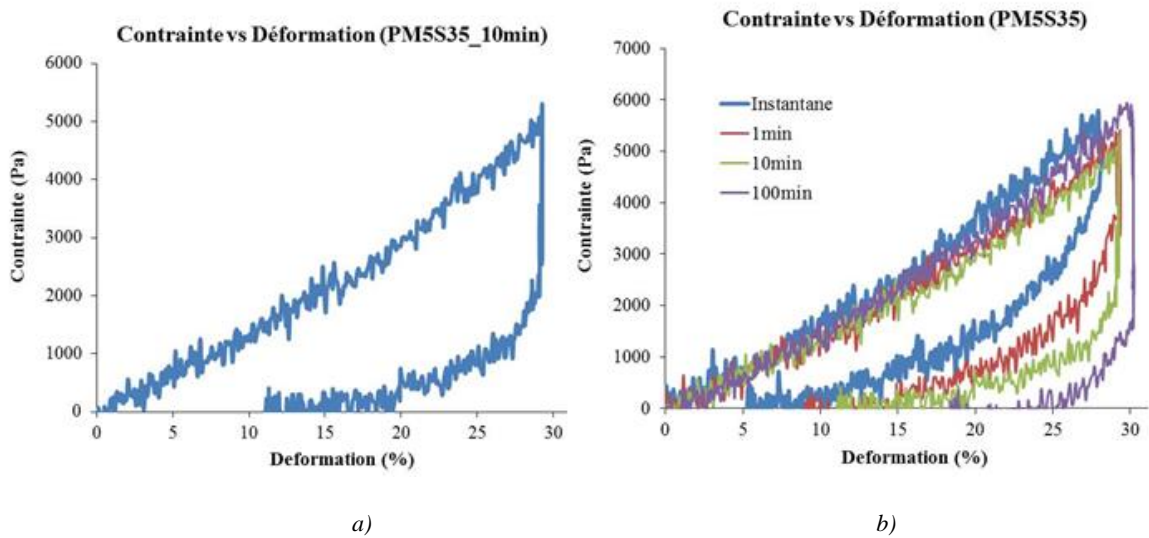 Contrainte vs Déformation (PM5S35_10min)
6000
5000
4000
3000
2000
1000
0
Contrainte (Pa)
0 5 10 15 20 25 30
Deformation (%)
a)
Contrainte vs Déformation (PM5S35)
7000
6000
5000
4000
3000
2000
1000
0
Contrainte (Pa)
Instantane
1min
10min
100min
0 5 10 15 20 25 30
Deformation (%)
b)